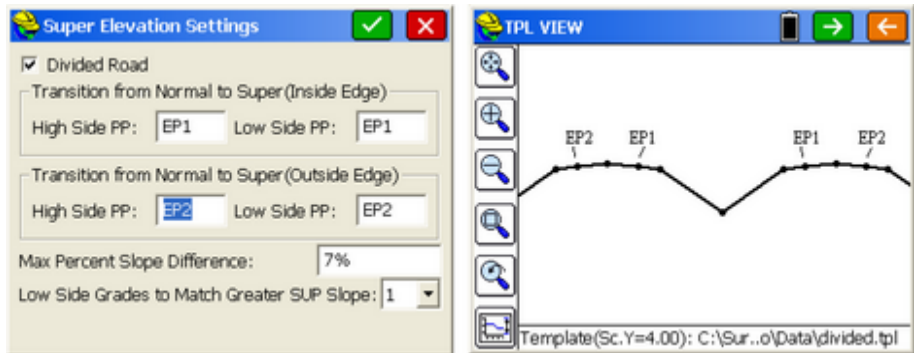 Super Elevation Settings
Divided Road
Transition from Normal to Super(Inside Edge)
High Side PP: EP1 Low Side PP: EP1
Transition from Normal to Super(Outside Edge)
High Side PP: EP2 Low Side PP: EP2
Max Percent Slope Difference: 7%
Low Side Grades to Match Greater SUP Slope: 1
TPL VIEW
EP2 EP1 EP1 EP2
Template(Sc.Y=4.00): C:\Sur..o\Data\divided.tpl